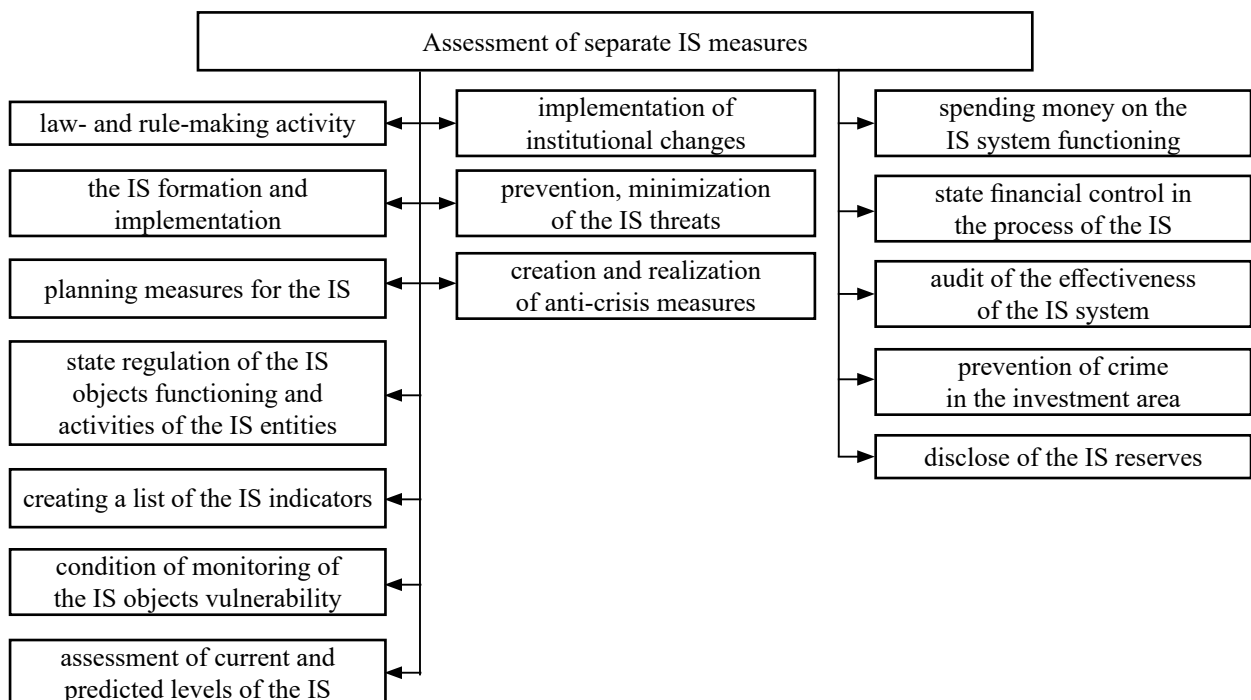 Assessment of separate IS measures
law- and rule-making activity
the IS formation and
implementation
planning measures for the IS
state regulation of the IS
objects functioning and
activities of the IS entities
creating a list of the IS indicators
condition of monitoring of
the IS objects vulnerability
assessment of current and
predicted levels of the IS
implementation of
institutional changes
prevention, minimization
of the IS threats
creation and realization
of anti-crisis measures
spending money on the
IS system functioning
state financial control in
the process of the IS
audit of the effectiveness
of the IS system
prevention of crime
in the investment area
disclose of the IS reserves